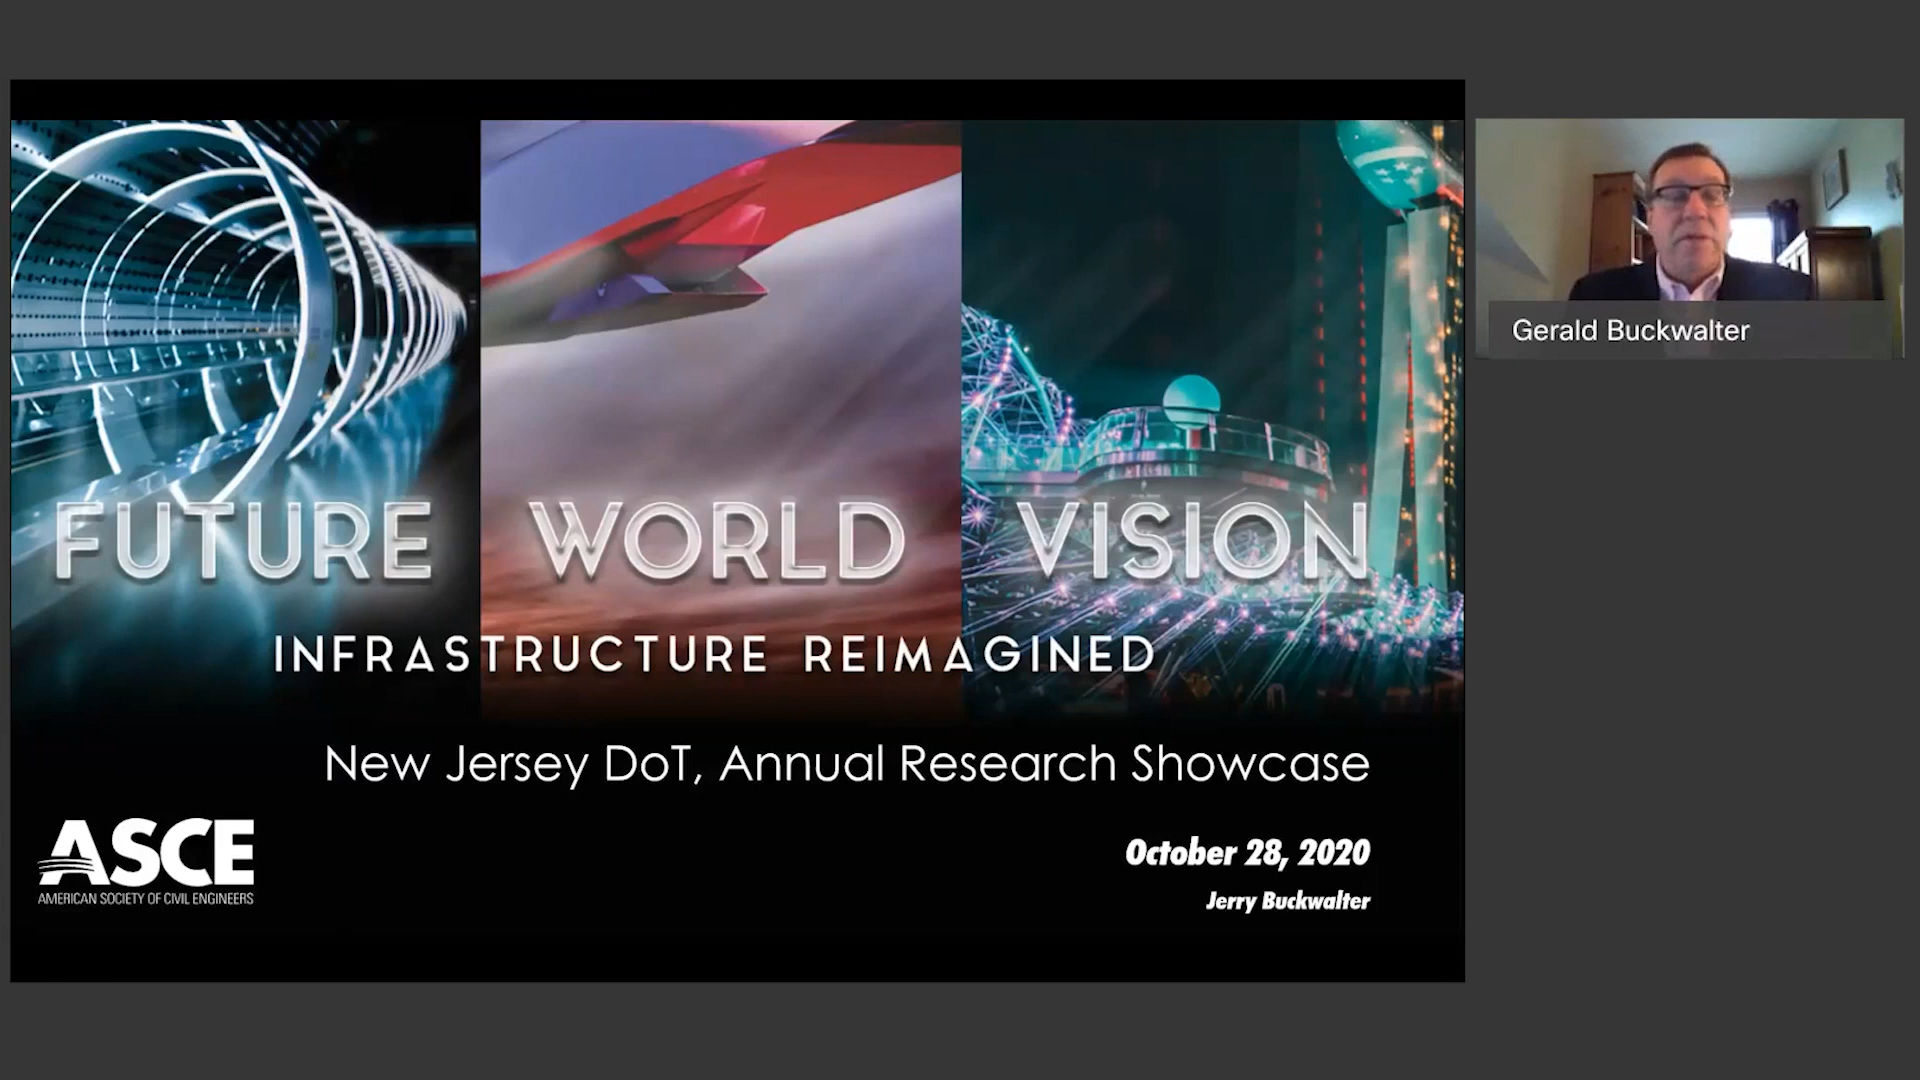 FUTURE WORLD VISION
INFRASTRUCTURE REIMAGINED
New Jersey DoT, Annual Research Showcase
ASCE
AMERICAN SOCIETY OF CIVIL ENGINEERS
October 28, 2020
Jerry Buckwalter
Gerald Buckwalter